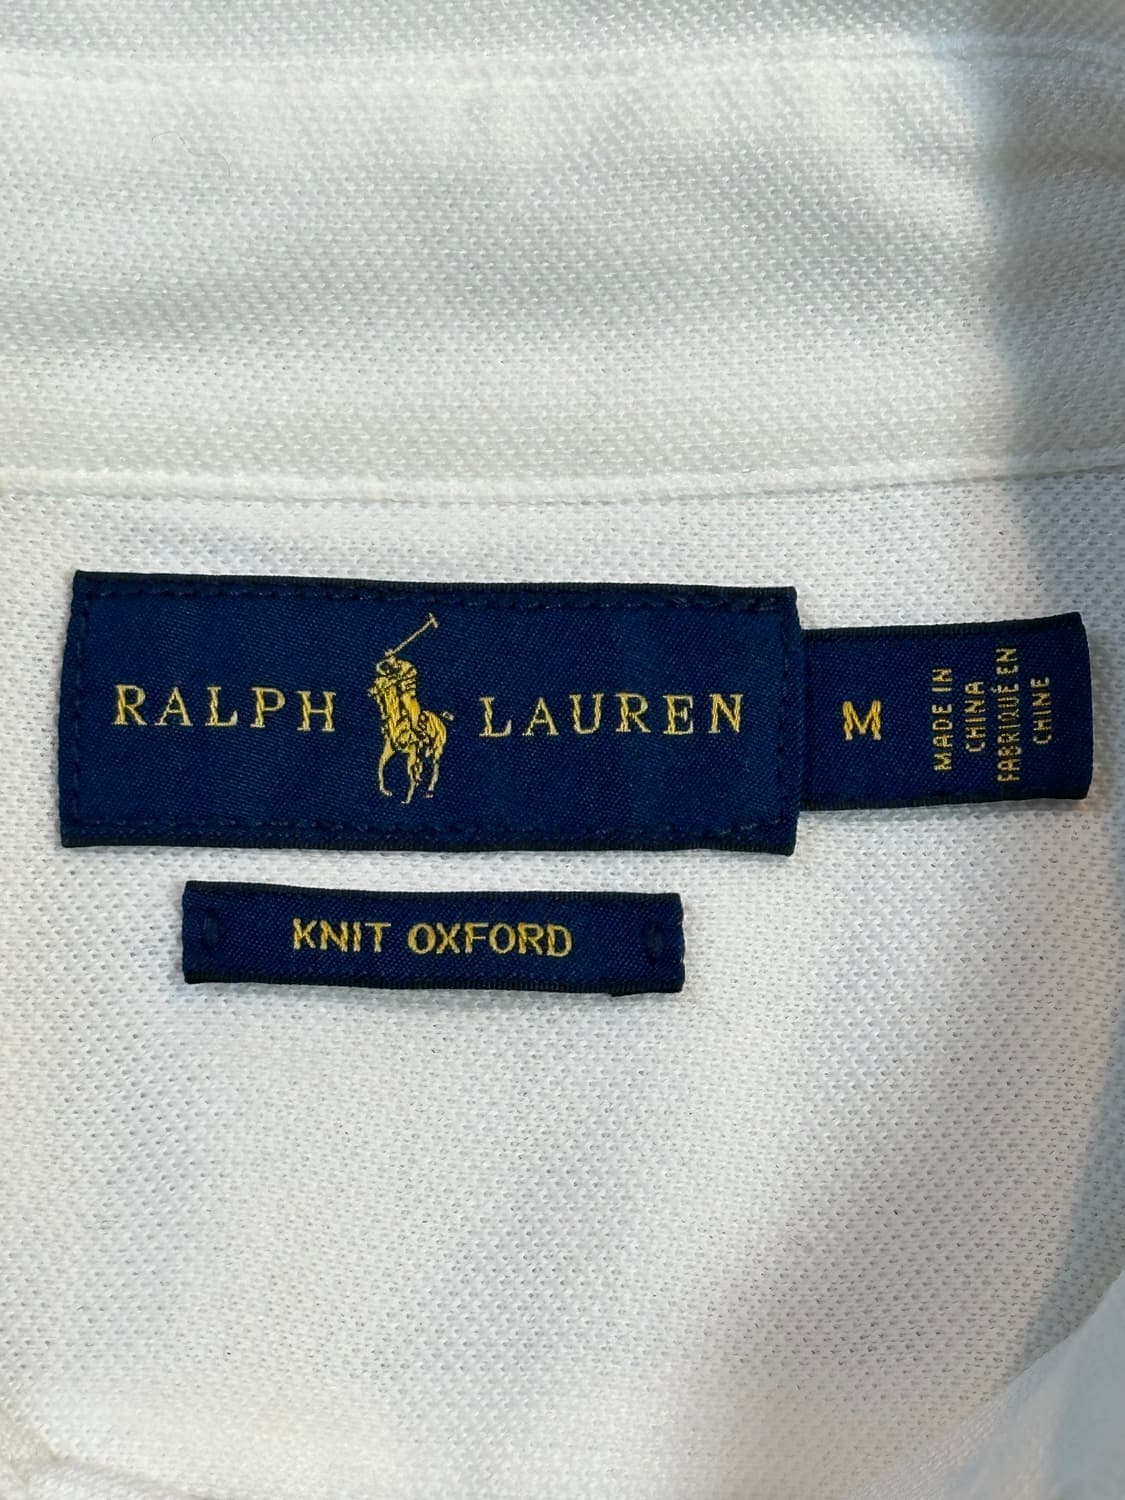 RALPH LAUREN
M
MADE IN
CHINA
FABRIQUÉ EN
CHINE
KNIT OXFORD